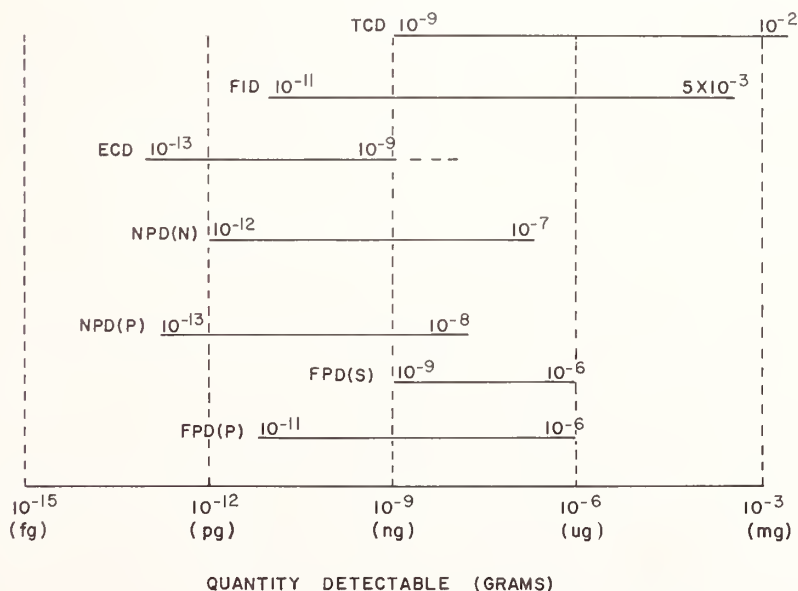 TCD 10⁻⁹ 10⁻²
FID 10⁻¹¹ 5X10⁻³
ECD 10⁻¹³ 10⁻⁹
NPD(N) 10⁻¹² 10⁻⁷
NPD(P) 10⁻¹³ 10⁻⁸
FPD(S) 10⁻⁹ 10⁻⁶
FPD(P) 10⁻¹¹ 10⁻⁶
10⁻¹⁵ 10⁻¹² 10⁻⁹ 10⁻⁶ 10⁻³
(fg) (pg) (ng) (ug) (mg)
QUANTITY DETECTABLE (GRAMS)